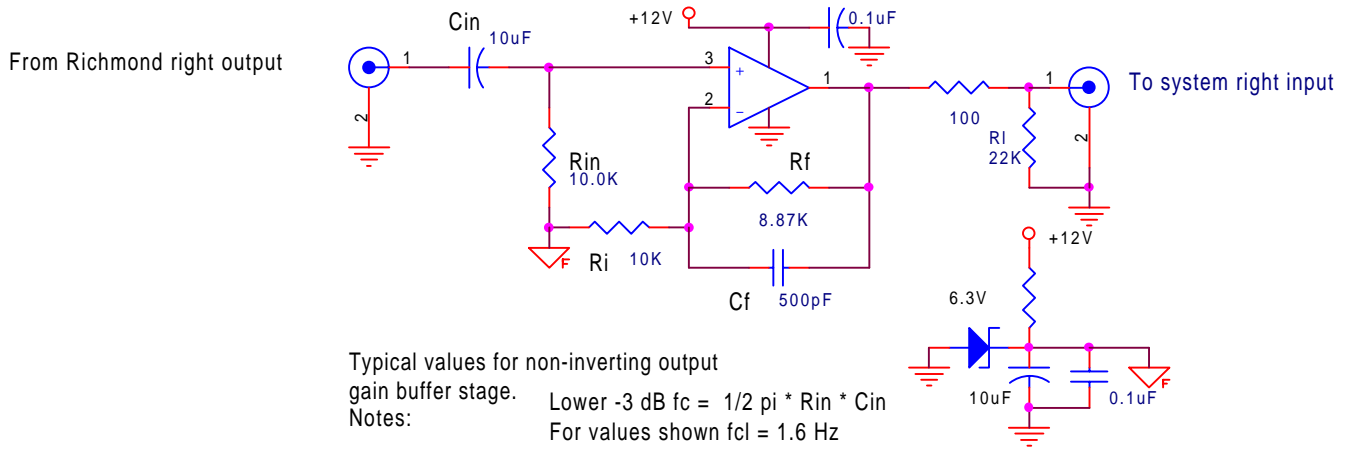 +12V
0.1uF
Cin
10uF
From Richmond right output
1
2
3
+
2
−
1
100
Rl
22K
1
2
To system right input
Rin
10.0K
Rf
8.87K
F
Ri
10K
Cf
500pF
+12V
6.3V
10uF
0.1uF
F
Typical values for non-inverting output
gain buffer stage.
Notes:
Lower -3 dB fc = 1/2 pi * Rin * Cin
For values shown fcl = 1.6 Hz